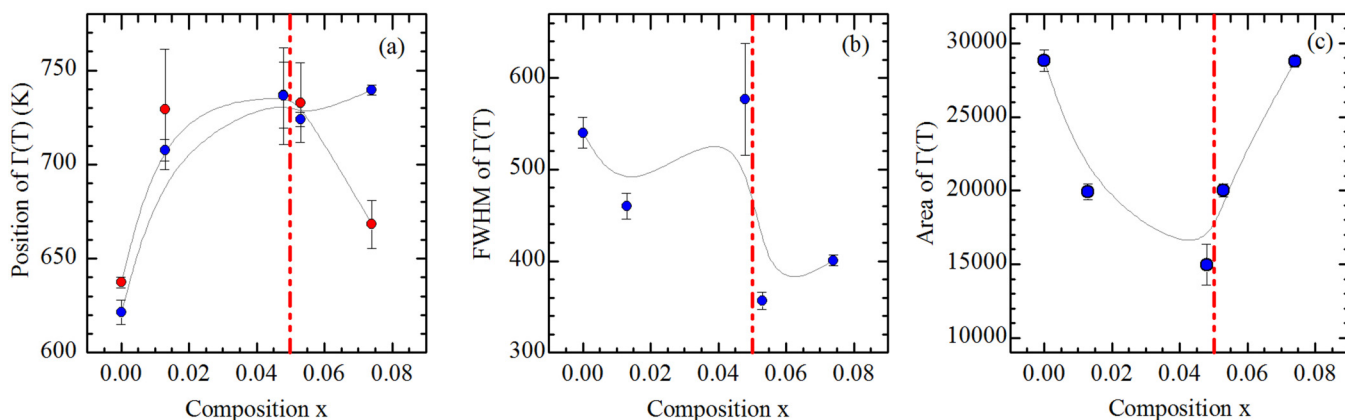 (a)
Position of Γ(T) (K)
750
700
650
600
0.00 0.02 0.04 0.06 0.08
Composition x
(b)
FWHM of Γ(T)
600
500
400
300
0.00 0.02 0.04 0.06 0.08
Composition x
(c)
Area of Γ(T)
30000
25000
20000
15000
10000
0.00 0.02 0.04 0.06 0.08
Composition x